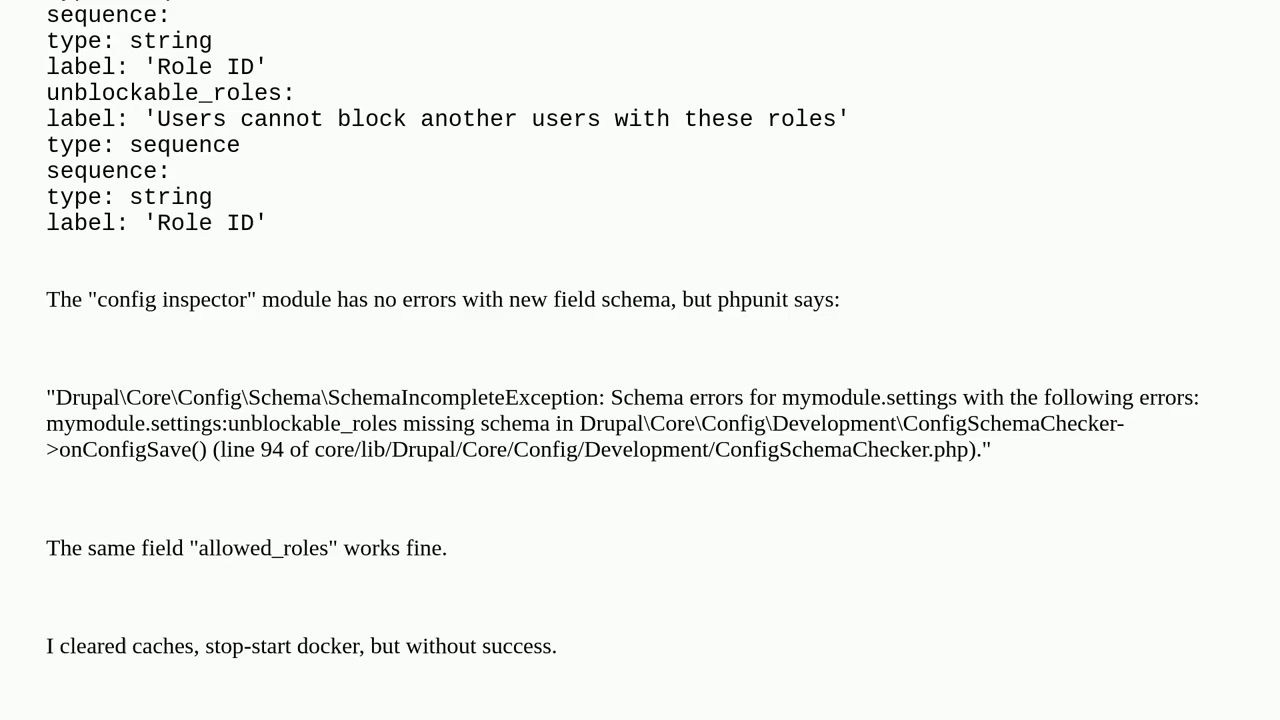 sequence:
type: string
label: 'Role ID'
unblockable_roles:
label: 'Users cannot block another users with these roles'
type: sequence
sequence:
type: string
label: 'Role ID'
The "config inspector" module has no errors with new field schema, but phpunit says:
"Drupal\Core\Config\Schema\SchemaIncompleteException: Schema errors for mymodule.settings with the following errors:
mymodule.settings:unblockable_roles missing schema in Drupal\Core\Config\Development\ConfigSchemaChecker-
>onConfigSave() (line 94 of core/lib/Drupal/Core/Config/Development/ConfigSchemaChecker.php)."
The same field "allowed_roles" works fine.
I cleared caches, stop-start docker, but without success.